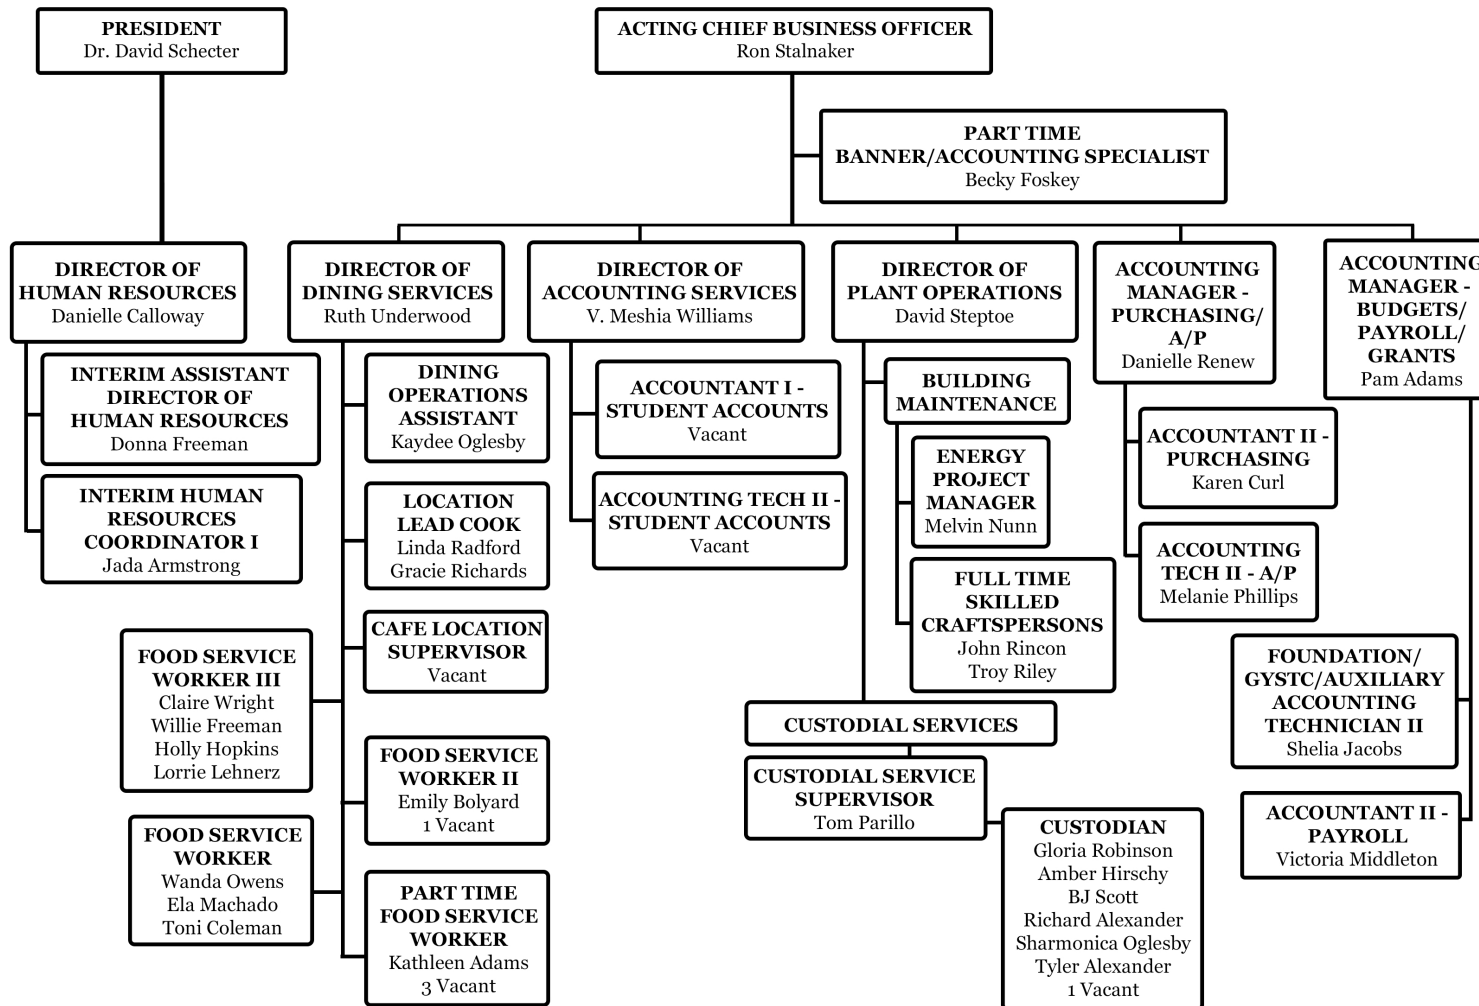 PRESIDENT
Dr. David Schecter
ACTING CHIEF BUSINESS OFFICER
Ron Stalnaker
PART TIME
BANNER/ACCOUNTING SPECIALIST
Becky Foskey
DIRECTOR OF
HUMAN RESOURCES
Danielle Calloway
INTERIM ASSISTANT
DIRECTOR OF
HUMAN RESOURCES
Donna Freeman
INTERIM HUMAN
RESOURCES
COORDINATOR I
Jada Armstrong
DIRECTOR OF
DINING SERVICES
Ruth Underwood
DINING
OPERATIONS
ASSISTANT
Kaydee Oglesby
LOCATION
LEAD COOK
Linda Radford
Gracie Richards
CAFE LOCATION
SUPERVISOR
Vacant
FOOD SERVICE
WORKER III
Claire Wright
Willie Freeman
Holly Hopkins
Lorrie Lehnerz
FOOD SERVICE
WORKER II
Emily Bolyard
1 Vacant
FOOD SERVICE
WORKER
Wanda Owens
Ela Machado
Toni Coleman
PART TIME
FOOD SERVICE
WORKER
Kathleen Adams
3 Vacant
DIRECTOR OF
ACCOUNTING SERVICES
V. Meshia Williams
ACCOUNTANT I -
STUDENT ACCOUNTS
Vacant
ACCOUNTING TECH II -
STUDENT ACCOUNTS
Vacant
DIRECTOR OF
PLANT OPERATIONS
David Steptoe
BUILDING
MAINTENANCE
ENERGY
PROJECT
MANAGER
Melvin Nunn
FULL TIME
SKILLED
CRAFTSPERSONS
John Rincon
Troy Riley
CUSTODIAL SERVICES
CUSTODIAL SERVICE
SUPERVISOR
Tom Parillo
CUSTODIAN
Gloria Robinson
Amber Hirschy
BJ Scott
Richard Alexander
Sharmonica Oglesby
Tyler Alexander
1 Vacant
ACCOUNTING
MANAGER -
PURCHASING/
A/P
Danielle Renew
ACCOUNTANT II -
PURCHASING
Karen Curl
ACCOUNTING
TECH II - A/P
Melanie Phillips
ACCOUNTING
MANAGER -
BUDGETS/
PAYROLL/
GRANTS
Pam Adams
FOUNDATION/
GYSTC/AUXILIARY
ACCOUNTING
TECHNICIAN II
Shelia Jacobs
ACCOUNTANT II -
PAYROLL
Victoria Middleton